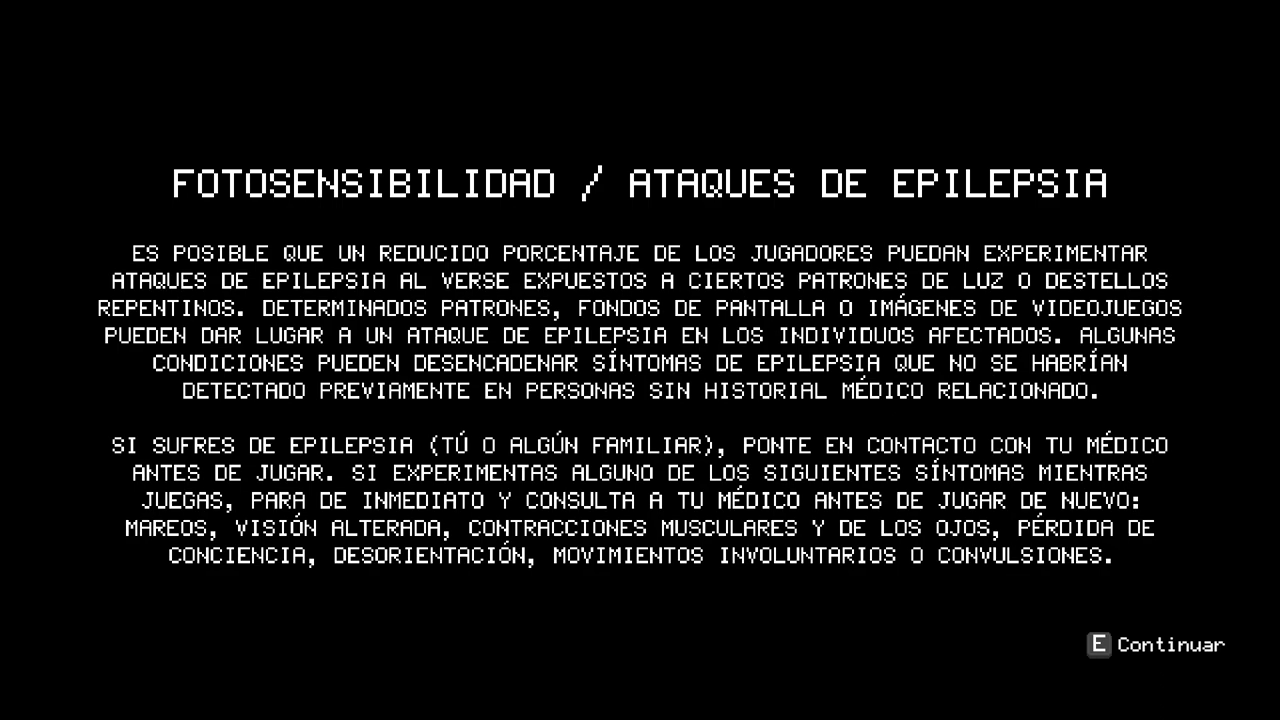 FOTOSENSIBILIDAD / ATAQUES DE EPILEPSIA
ES POSIBLE QUE UN REDUCIDO PORCENTAJE DE LOS JUGADORES PUEDAN EXPERIMENTAR
ATAQUES DE EPILEPSIA AL VERSE EXPUESTOS A CIERTOS PATRONES DE LUZ O DESTELLOS
REPENTINOS. DETERMINADOS PATRONES, FONDOS DE PANTALLA O IMÁGENES DE VIDEOJUEGOS
PUEDEN DAR LUGAR A UN ATAQUE DE EPILEPSIA EN LOS INDIVIDUOS AFECTADOS. ALGUNAS
CONDICIONES PUEDEN DESENCADENAR SÍNTOMAS DE EPILEPSIA QUE NO SE HABRÍAN
DETECTADO PREVIAMENTE EN PERSONAS SIN HISTORIAL MÉDICO RELACIONADO.
SI SUFRES DE EPILEPSIA (TÚ O ALGÚN FAMILIAR), PONTE EN CONTACTO CON TU MÉDICO
ANTES DE JUGAR. SI EXPERIMENTAS ALGUNO DE LOS SIGUIENTES SÍNTOMAS MIENTRAS
JUEGAS, PARA DE INMEDIATO Y CONSULTA A TU MÉDICO ANTES DE JUGAR DE NUEVO:
MAREOS, VISIÓN ALTERADA, CONTRACCIONES MUSCULARES Y DE LOS OJOS, PÉRDIDA DE
CONCIENCIA, DESORIENTACIÓN, MOVIMIENTOS INVOLUNTARIOS O CONVULSIONES.
E Continuar